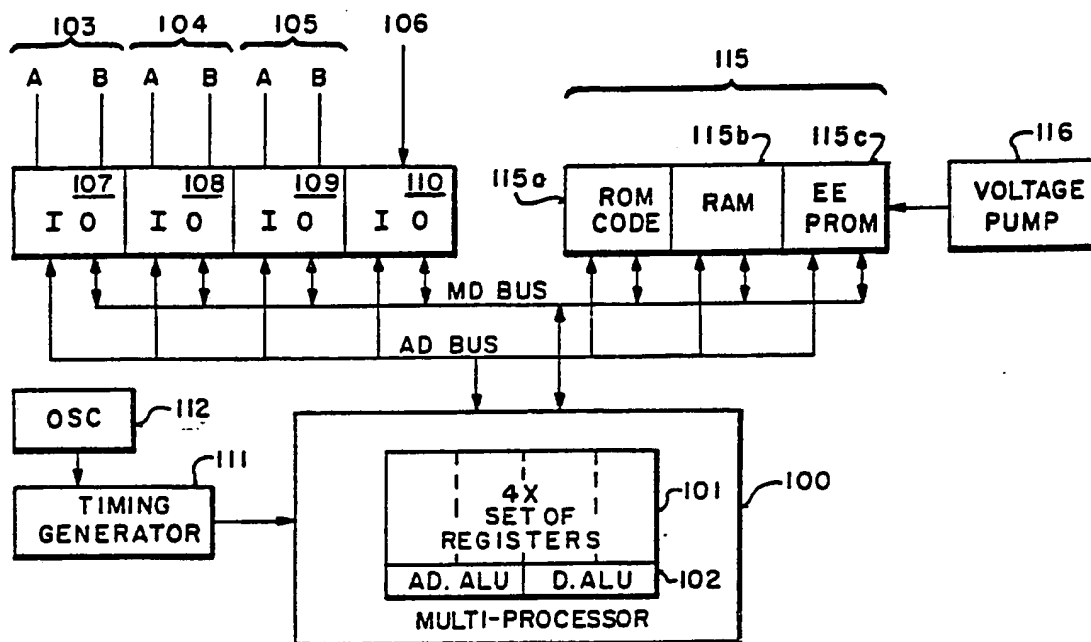 103 104 105 106
A B A B A B
115
115b 115c 116
107 108 109 110
I O I O I O I O
115a
ROM CODE
RAM
EE PROM
VOLTAGE PUMP
MD BUS
AD BUS
OSC
112
111
TIMING GENERATOR
4X
SET OF
REGISTERS
101
100
AD. ALU
D. ALU
102
MULTI-PROCESSOR